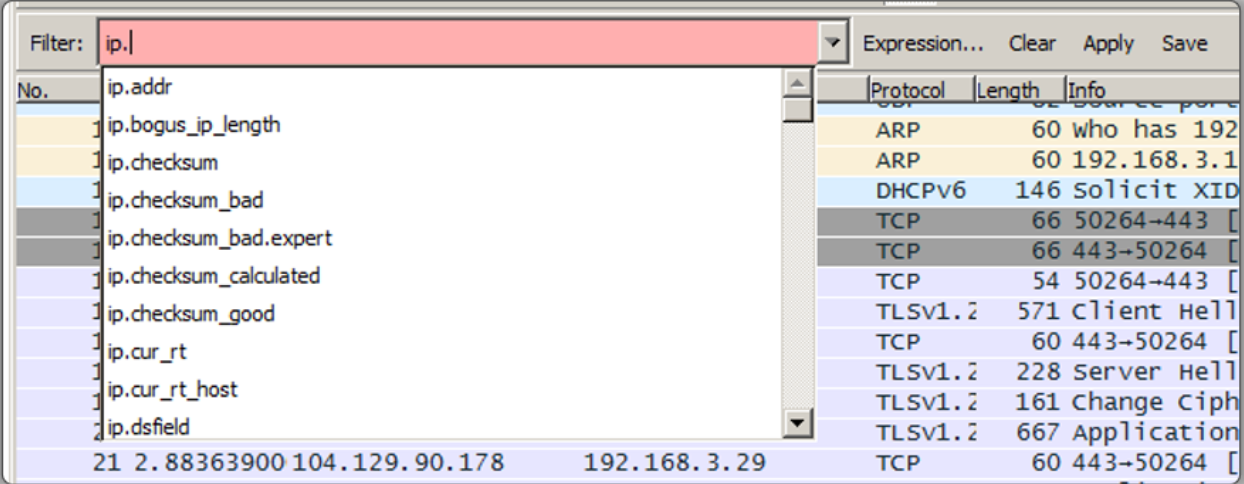 Filter: ip. Expression... Clear Apply Save
No. Protocol Length Info
ip.addr
ip.bogus_ip_length ARP 60 Who has 192
ip.checksum ARP 60 192.168.3.1
ip.checksum_bad DHCPv6 146 Solicit XID
ip.checksum_bad.expert TCP 66 50264→443 [
TCP 66 443→50264 [
ip.checksum_calculated TCP 54 50264→443 [
ip.checksum_good TLSv1.2 571 Client Hell
ip.cur_rt TCP 60 443→50264 [
ip.cur_rt_host TLSv1.2 228 Server Hell
TLSv1.2 161 Change Ciph
ip.dsfield TLSv1.2 667 Application
21 2.88363900 104.129.90.178 192.168.3.29 TCP 60 443→50264 [